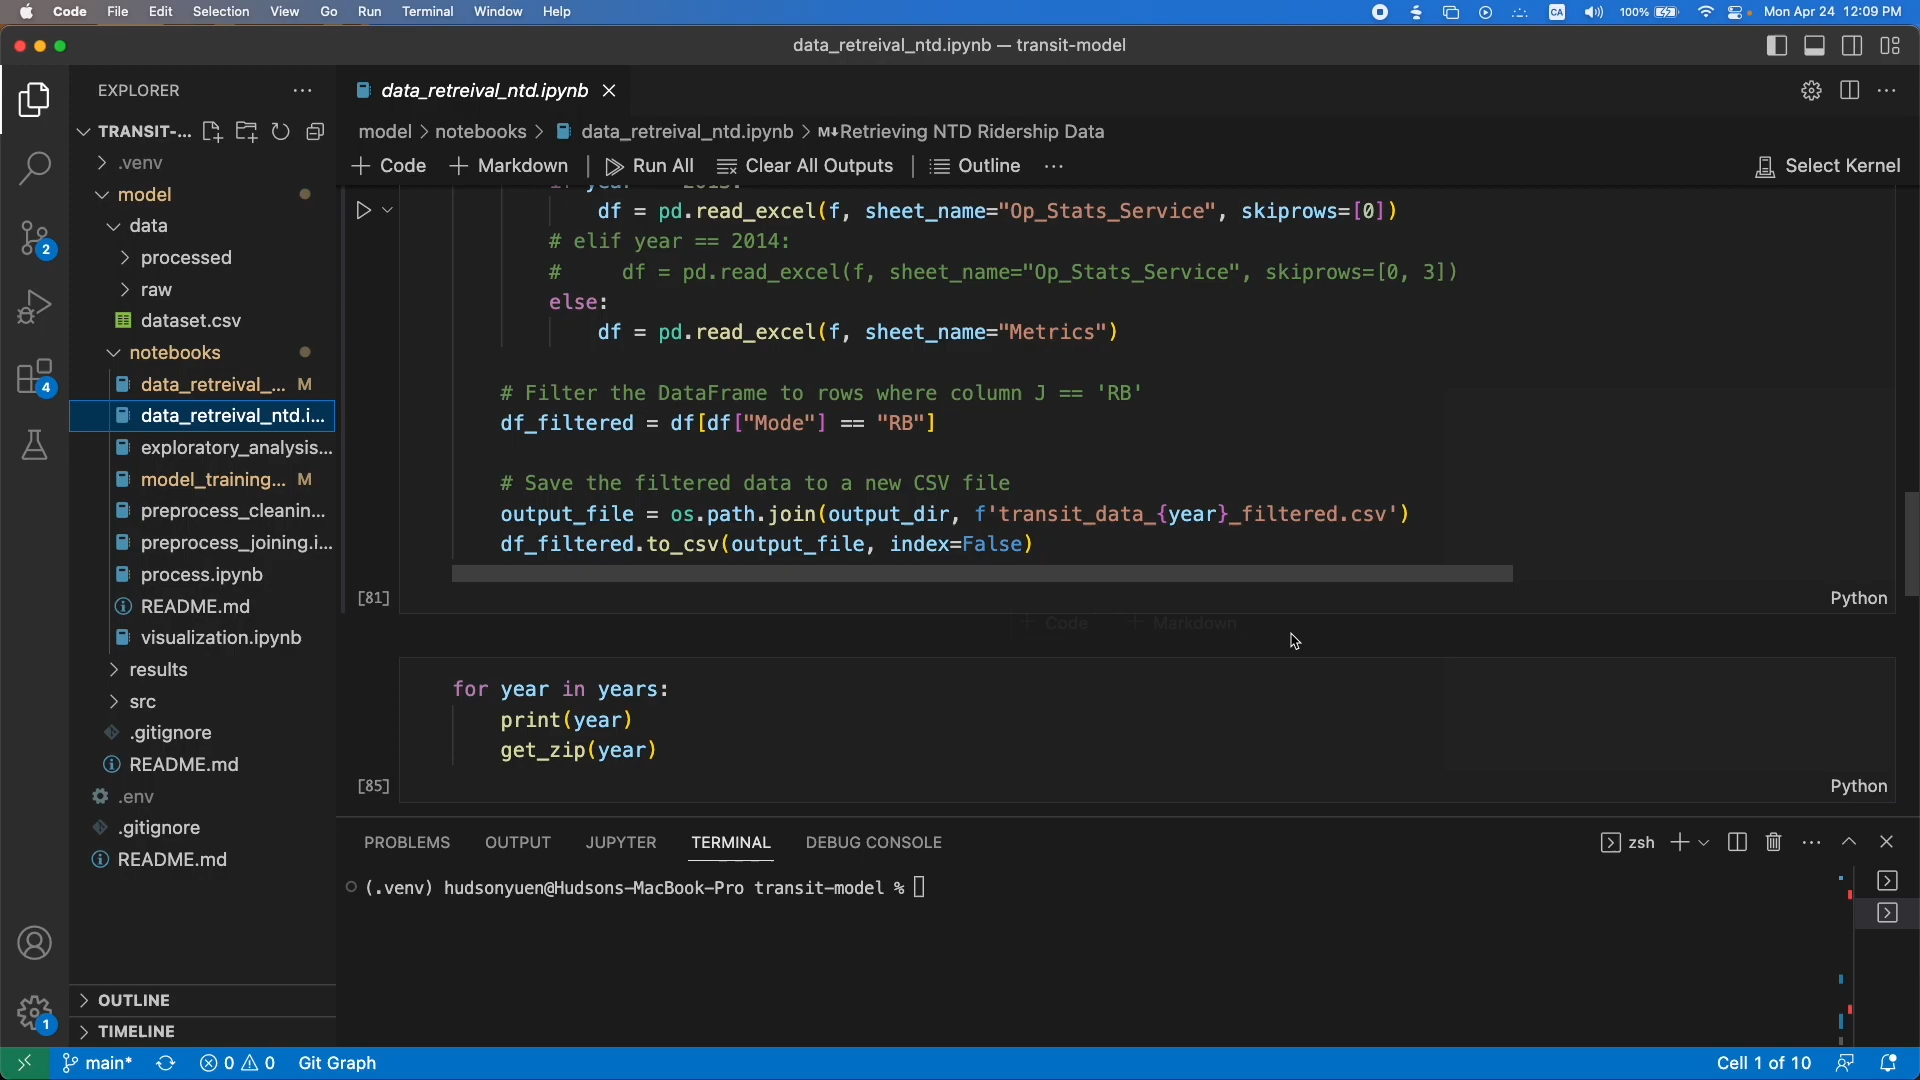 Code File Edit Selection View Go Run Terminal Window Help
CA 100% Mon Apr 24 12:09 PM
data_retreival_ntd.ipynb — transit-model
EXPLORER
data_retreival_ntd.ipynb
TRANSIT-...
model > notebooks > data_retreival_ntd.ipynb > M↓Retrieving NTD Ridership Data
+ Code + Markdown Run All Clear All Outputs Outline ...
Select Kernel
.venv
model
data
processed
raw
dataset.csv
notebooks
data_retreival_... M
data_retreival_ntd.i...
exploratory_analysis...
model_training... M
preprocess_cleanin...
preprocess_joining.i...
process.ipynb
README.md
visualization.ipynb
results
src
.gitignore
README.md
.env
.gitignore
README.md
OUTLINE
TIMELINE
2
4
1
df = pd.read_excel(f, sheet_name="Op_Stats_Service", skiprows=[0])
# elif year == 2014:
#     df = pd.read_excel(f, sheet_name="Op_Stats_Service", skiprows=[0, 3])
else:
df = pd.read_excel(f, sheet_name="Metrics")
# Filter the DataFrame to rows where column J == 'RB'
df_filtered = df[df["Mode"] == "RB"]
# Save the filtered data to a new CSV file
output_file = os.path.join(output_dir, f'transit_data_{year}_filtered.csv')
df_filtered.to_csv(output_file, index=False)
[81]
Python
+ Code + Markdown
for year in years:
print(year)
get_zip(year)
[85]
Python
PROBLEMS OUTPUT JUPYTER TERMINAL DEBUG CONSOLE
zsh
(.venv) hudsonyuen@Hudsons-MacBook-Pro transit-model %
main* 0 0 Git Graph
Cell 1 of 10